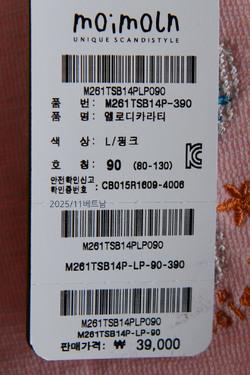 moimoln
UNIQUE SCANDISTYLE
M261TSB14PLP090
품 번: M261TSB14P-390
품 명: 멜로디카라티
색 상: L/핑크
호 칭: 90 (80-130)
안전확인신고
확인증번호 : CB015R1609-4006
2025/11베트남
M261TSB14PLP090
M261TSB14P-LP-90-390
M261TSB14PLP090
M261TSB14P-LP-90
판매가격: ₩ 39,000